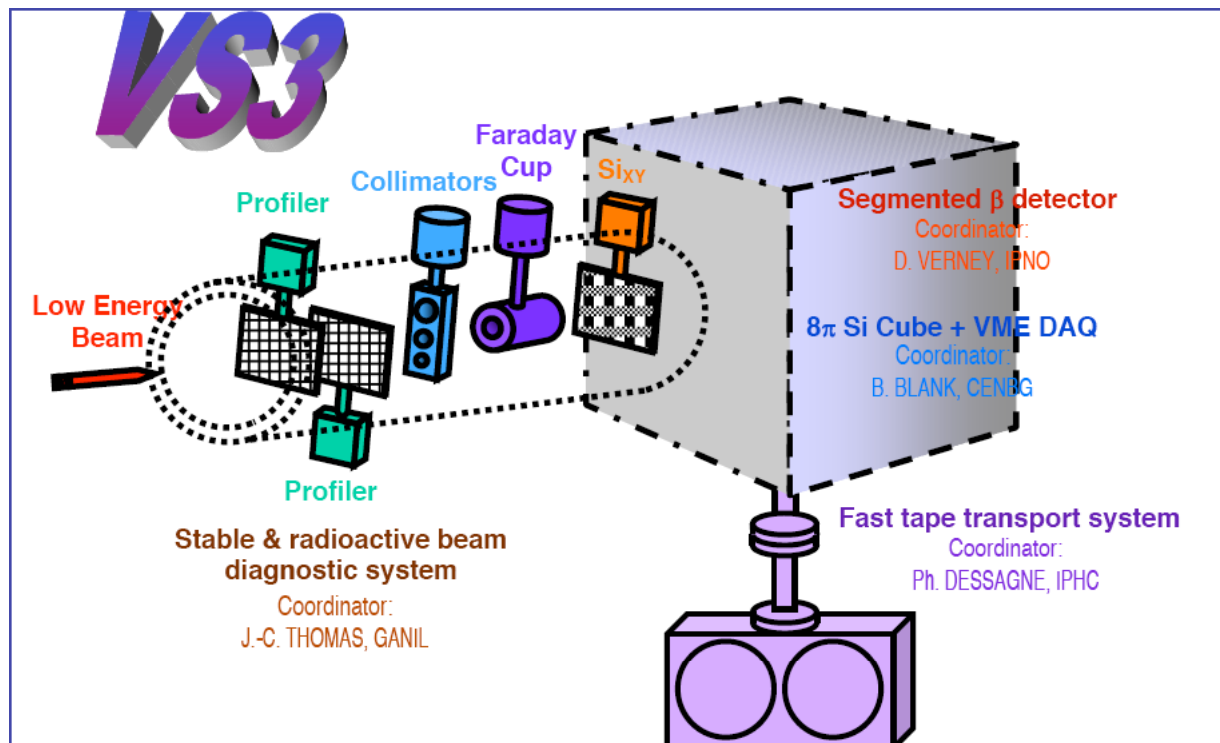 VS3
Faraday
Cup
Si_XY
Collimators
Profiler
Low Energy
Beam
Profiler
Stable & radioactive beam
diagnostic system
Coordinator:
J.-C. THOMAS, GANIL
Segmented β detector
Coordinator:
D. VERNEY, IPNO
8π Si Cube + VME DAQ
Coordinator:
B. BLANK, CENBG
Fast tape transport system
Coordinator:
Ph. DESSAGNE, IPHC